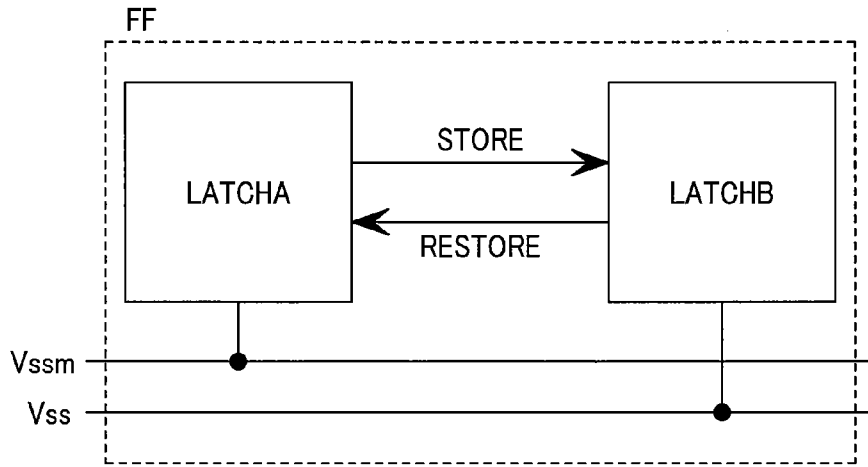 FF
STORE
LATCHA
LATCHB
RESTORE
Vssm
Vss